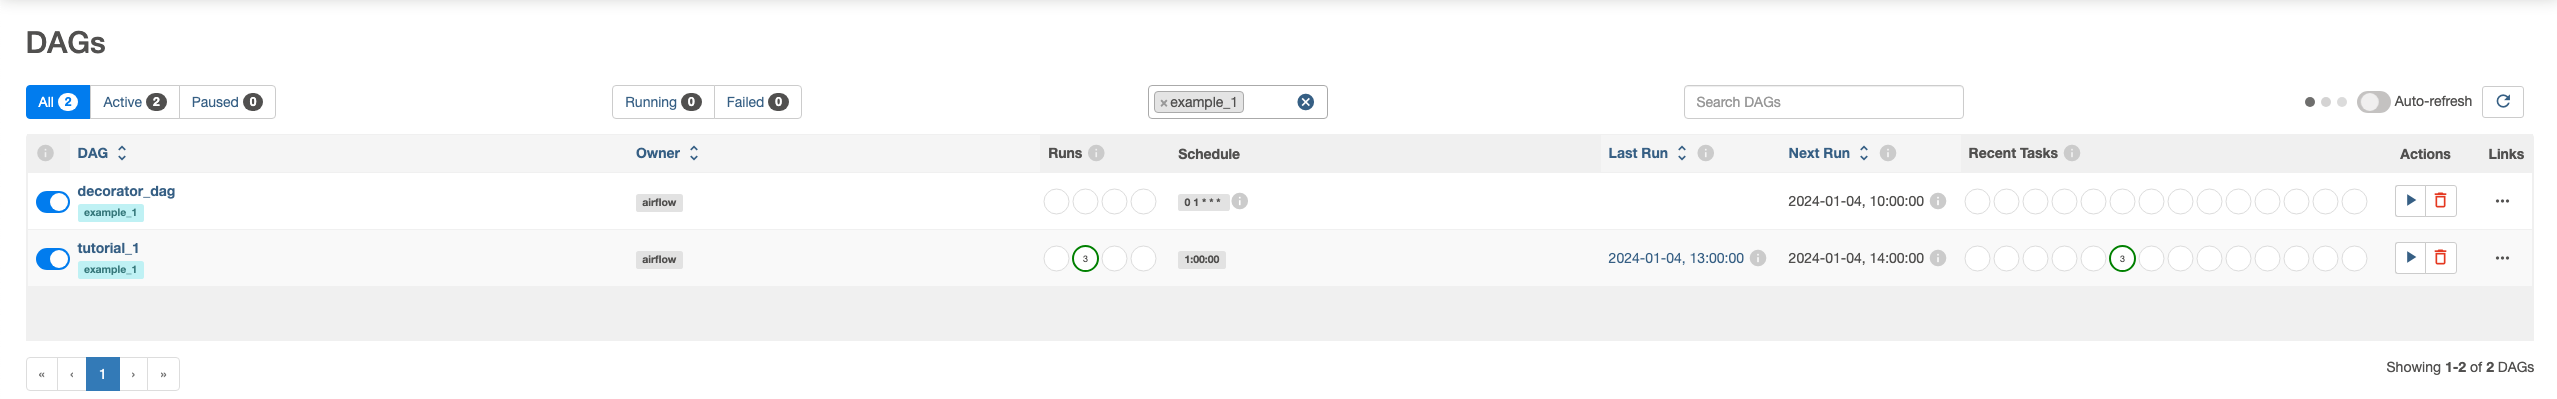 DAGs
All 2 Active 2 Paused 0 Running 0 Failed 0 × example_1 Search DAGs Auto-refresh
DAG Owner Runs Schedule Last Run Next Run Recent Tasks Actions Links
decorator_dag
example_1 airflow 0 1 * * * 2024-01-04, 10:00:00
tutorial_1
example_1 airflow 3 1:00:00 2024-01-04, 13:00:00 2024-01-04, 14:00:00 3
« ‹ 1 › » Showing 1-2 of 2 DAGs